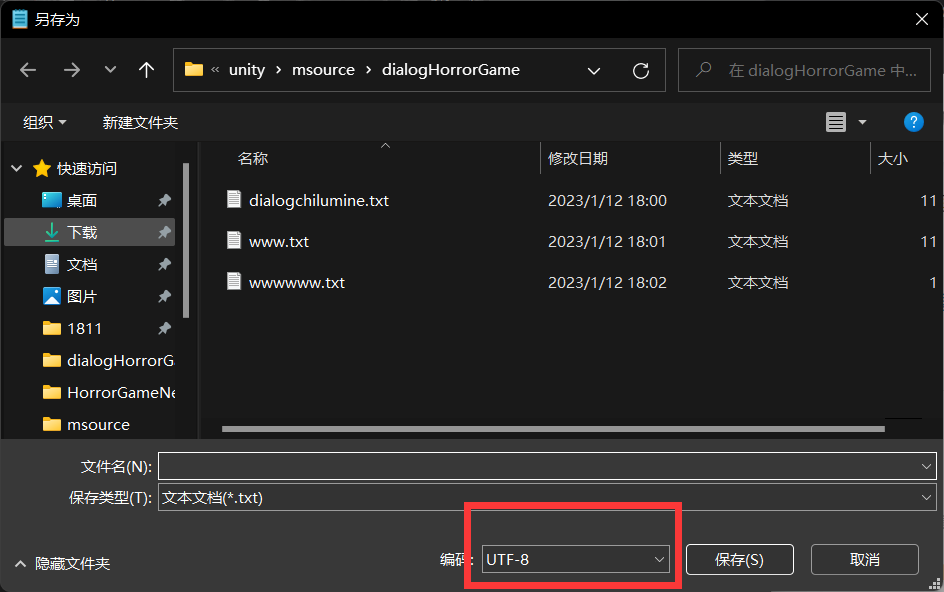 另存为
« unity › msource › dialogHorrorGame
在 dialogHorrorGame 中...
组织
新建文件夹
?
名称
修改日期
类型
大小
快速访问
桌面
下载
文档
图片
1811
dialogHorrorGa
HorrorGameNe
msource
dialogchilumine.txt 2023/1/12 18:00 文本文档 11
www.txt 2023/1/12 18:01 文本文档 11
wwwwww.txt 2023/1/12 18:02 文本文档 1
文件名(N):
保存类型(T): 文本文档(*.txt)
隐藏文件夹
编码: UTF-8
保存(S)
取消